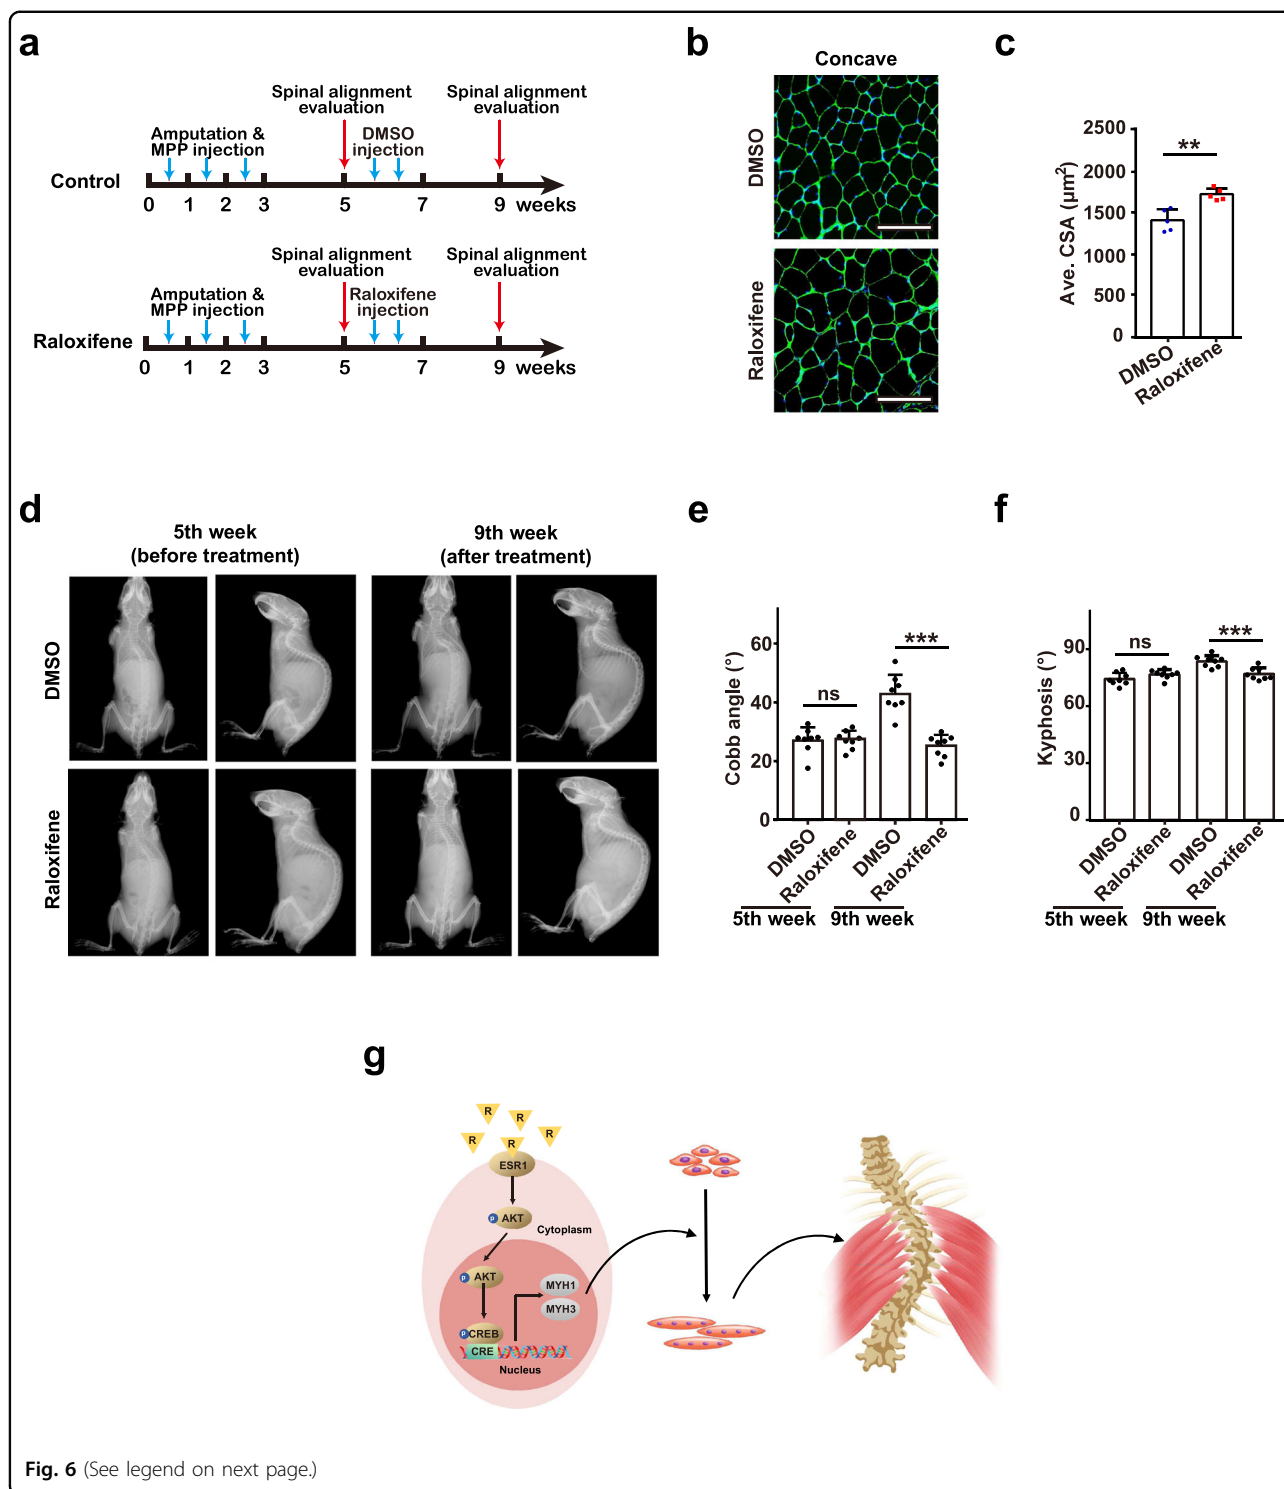 a
Spinal alignment
evaluation
Spinal alignment
evaluation
Amputation &
MPP injection
DMSO
injection
Control
0 1 2 3 5 7 9 weeks
Spinal alignment
evaluation
Spinal alignment
evaluation
Amputation &
MPP injection
Raloxifene
injection
Raloxifene
0 1 2 3 5 7 9 weeks
b
Concave
DMSO
Raloxifene
c
Ave. CSA (µm²)
2500
2000
1500
1000
500
0
**
DMSO
Raloxifene
d
5th week
(before treatment)
9th week
(after treatment)
DMSO
Raloxifene
e
Cobb angle (°)
60
40
20
0
ns
***
DMSO
Raloxifene
DMSO
Raloxifene
5th week
9th week
f
Kyphosis (°)
90
60
30
0
ns
***
DMSO
Raloxifene
DMSO
Raloxifene
5th week
9th week
g
R
R
R
R
R
ESR1
p AKT
Cytoplasm
p AKT
MYH1
MYH3
p CREB
CRE
Nucleus
Fig. 6 (See legend on next page.)